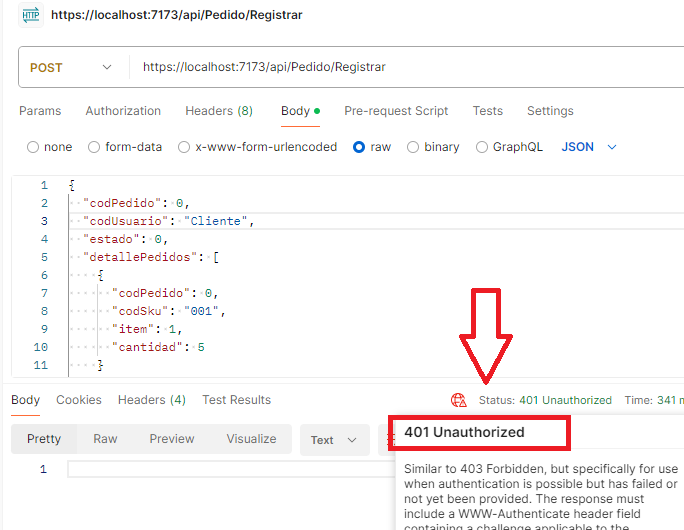 HTTP https://localhost:7173/api/Pedido/Registrar
POST https://localhost:7173/api/Pedido/Registrar
Params Authorization Headers (8) Body Pre-request Script Tests Settings
none form-data x-www-form-urlencoded raw binary GraphQL JSON
1 {
2 "codPedido": 0,
3 "codUsuario": "Cliente",
4 "estado": 0,
5 "detallePedidos": [
6 {
7 "codPedido": 0,
8 "codSku": "001",
9 "item": 1,
10 "cantidad": 5
11 }
Body Cookies Headers (4) Test Results Status: 401 Unauthorized Time: 341 m
Pretty Raw Preview Visualize Text
401 Unauthorized
1
Similar to 403 Forbidden, but specifically for use
when authentication is possible but has failed or
not yet been provided. The response must
include a WWW-Authenticate header field
containing a challenge applicable to the